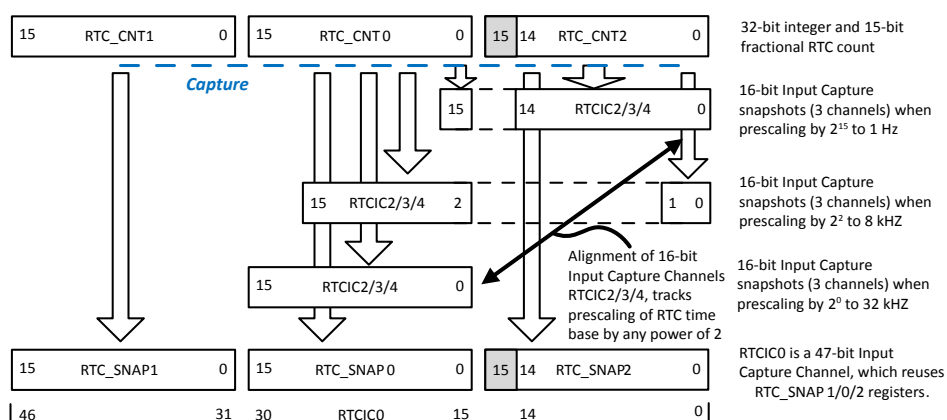 15 RTC_CNT1 0 15 RTC_CNT0 0 15 14 RTC_CNT2 0
32-bit integer and 15-bit
fractional RTC count
Capture
15 14 RTCIC2/3/4 0
16-bit Input Capture
snapshots (3 channels) when
prescaling by 2¹⁵ to 1 Hz
15 RTCIC2/3/4 2 1 0
16-bit Input Capture
snapshots (3 channels) when
prescaling by 2² to 8 kHZ
15 RTCIC2/3/4 0
Alignment of 16-bit
Input Capture Channels
RTCIC2/3/4, tracks
prescaling of RTC time
base by any power of 2
16-bit Input Capture
snapshots (3 channels) when
prescaling by 2⁰ to 32 kHZ
15 RTC_SNAP1 0 15 RTC_SNAP0 0 15 14 RTC_SNAP2 0
RTCIC0 is a 47-bit Input
Capture Channel, which reuses
RTC_SNAP 1/0/2 registers.
46 31 30 RTCIC0 15 14 0